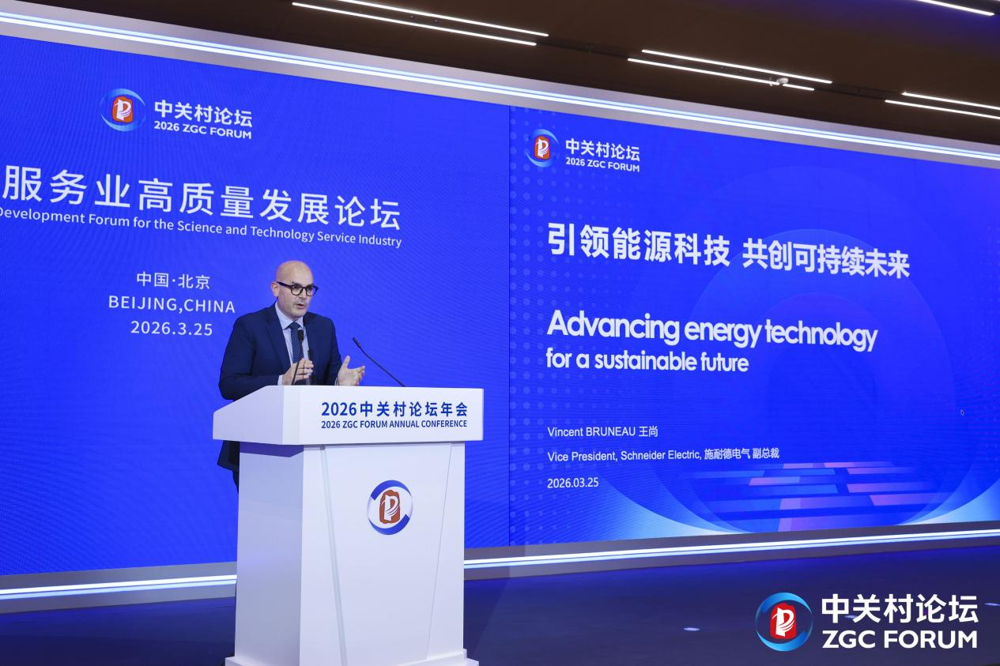 中关村论坛
2026 ZGC FORUM
服务业高质量发展论坛
Development Forum for the Science and Technology Service Industry
中国·北京
BEIJING,CHINA
2026.3.25
中关村论坛
2026 ZGC FORUM
引领能源科技 共创可持续未来
Advancing energy technology
for a sustainable future
Vincent BRUNEAU 王尚
Vice President, Schneider Electric, 施耐德电气 副总裁
2026.03.25
2026中关村论坛年会
2026 ZGC FORUM ANNUAL CONFERENCE
中关村论坛
ZGC FORUM